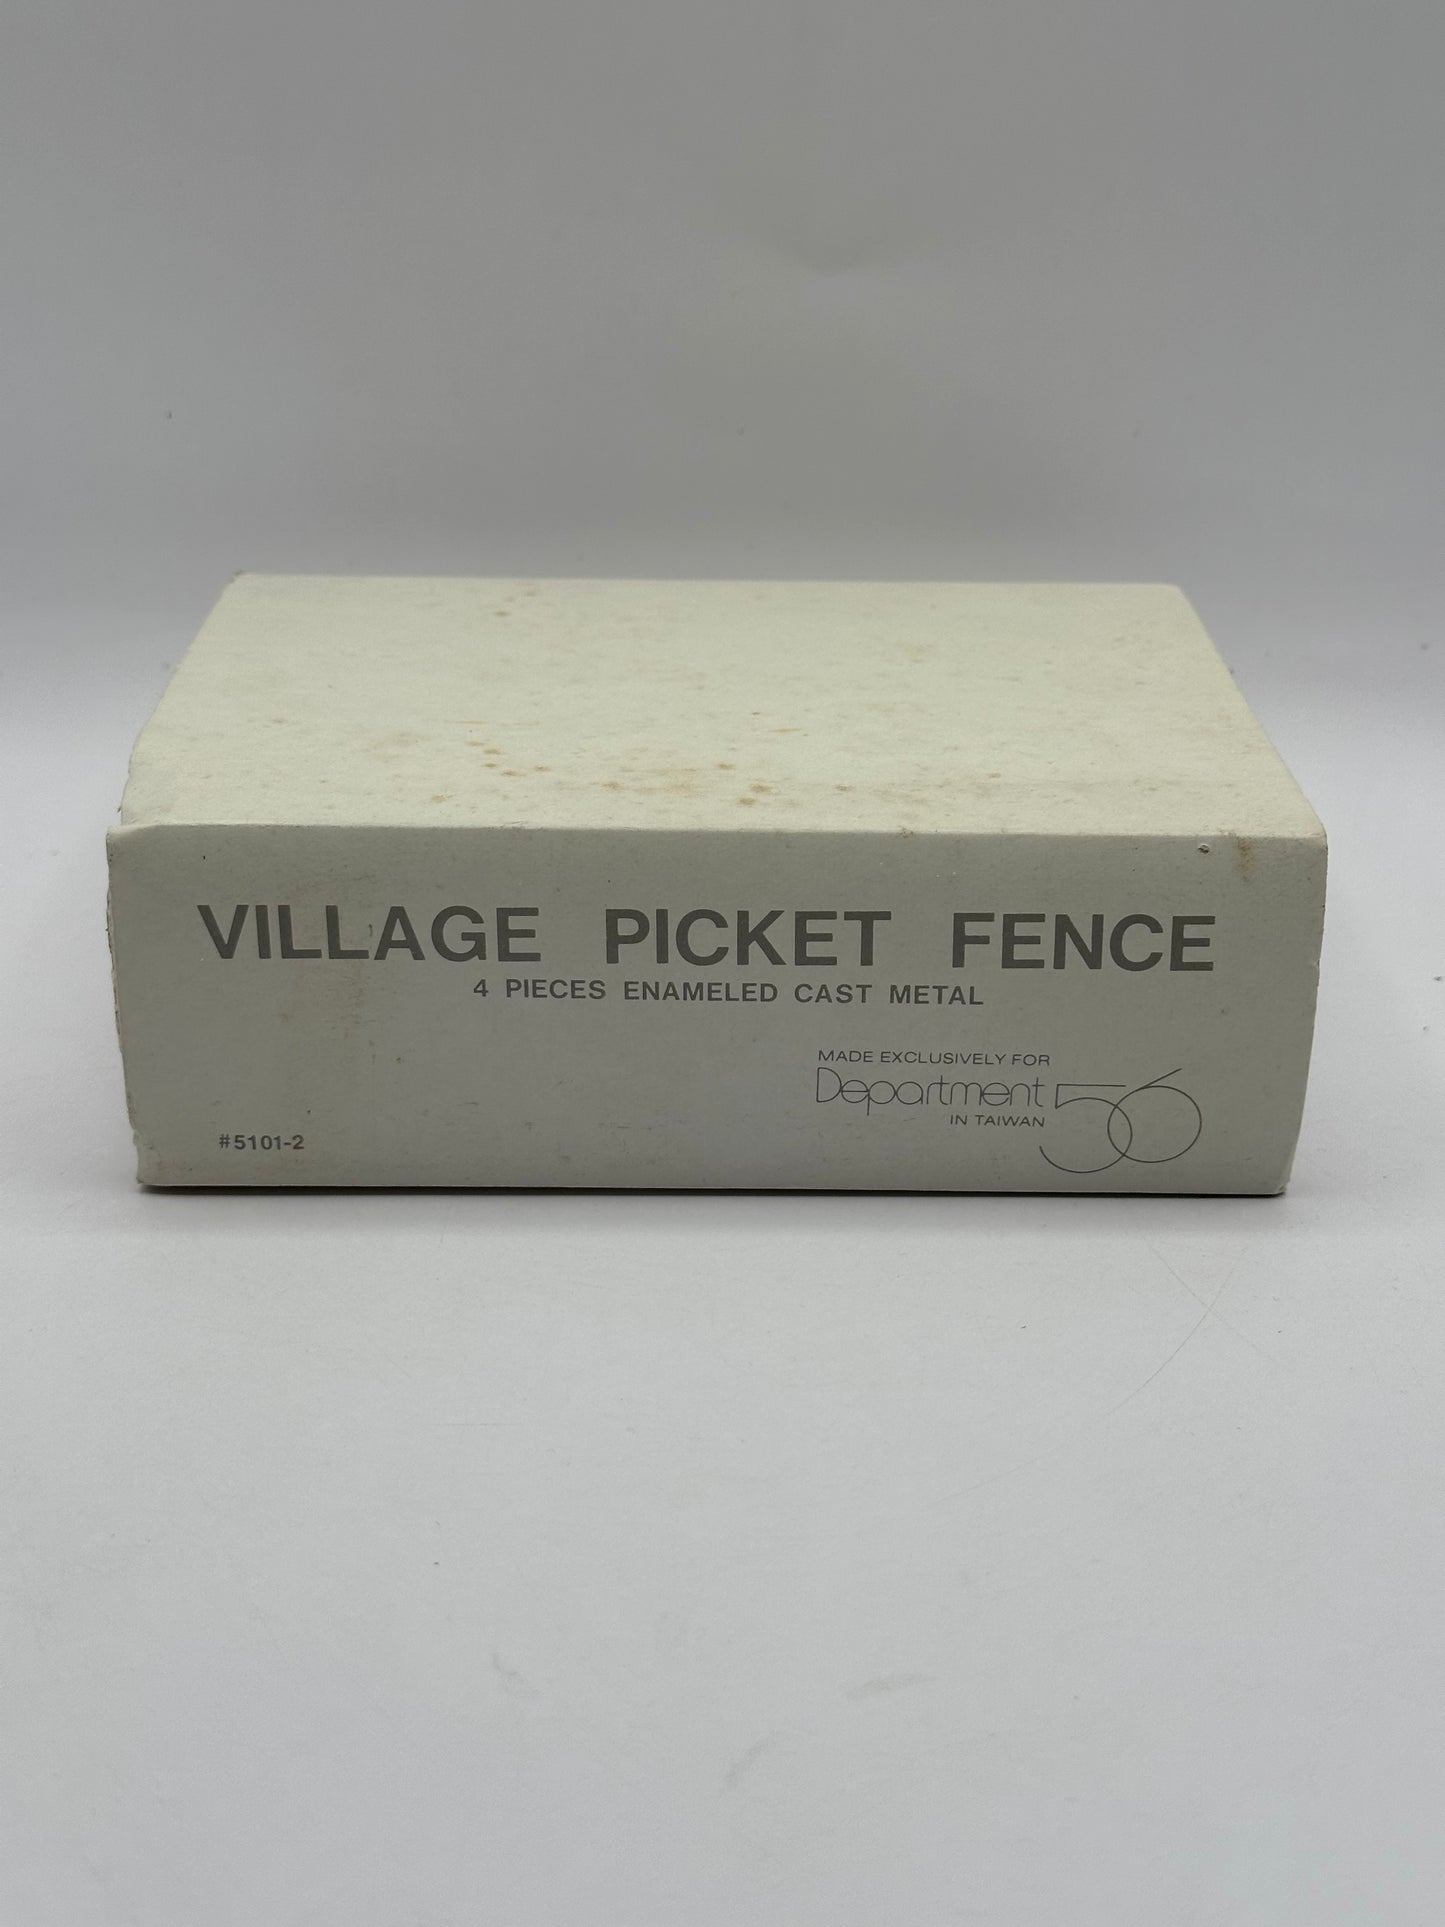 VILLAGE PICKET FENCE
4 PIECES ENAMELED CAST METAL
MADE EXCLUSIVELY FOR
Department 56
IN TAIWAN
#5101-2